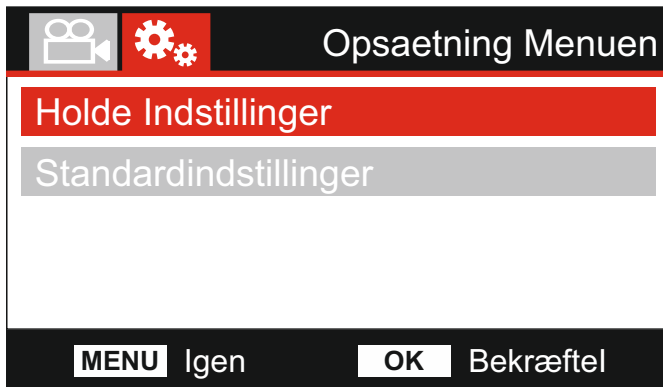 Opsaetning Menuen
Holde Indstillinger
Standardindstillinger
MENU Igen OK Bekræftel